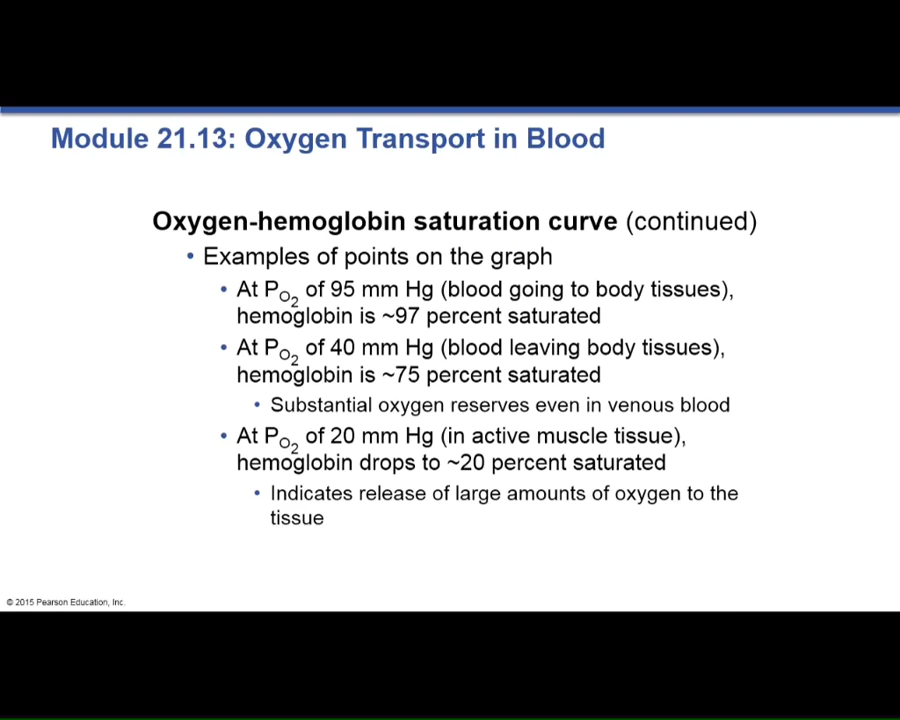 Module 21.13: Oxygen Transport in Blood
Oxygen-hemoglobin saturation curve (continued)
• Examples of points on the graph
• At PO2 of 95 mm Hg (blood going to body tissues),
hemoglobin is ~97 percent saturated
• At PO2 of 40 mm Hg (blood leaving body tissues),
hemoglobin is ~75 percent saturated
• Substantial oxygen reserves even in venous blood
• At PO2 of 20 mm Hg (in active muscle tissue),
hemoglobin drops to ~20 percent saturated
• Indicates release of large amounts of oxygen to the
tissue
© 2015 Pearson Education, Inc.